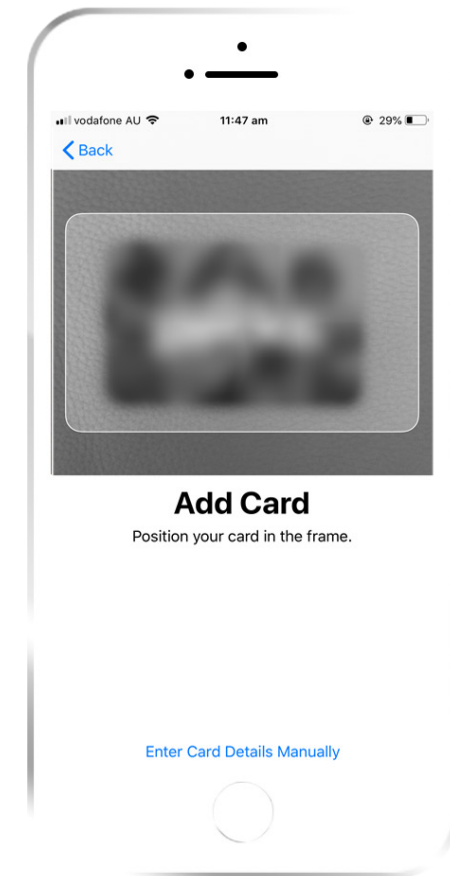 vodafone AU 11:47 am 29%
Back
Add Card
Position your card in the frame.
Enter Card Details Manually